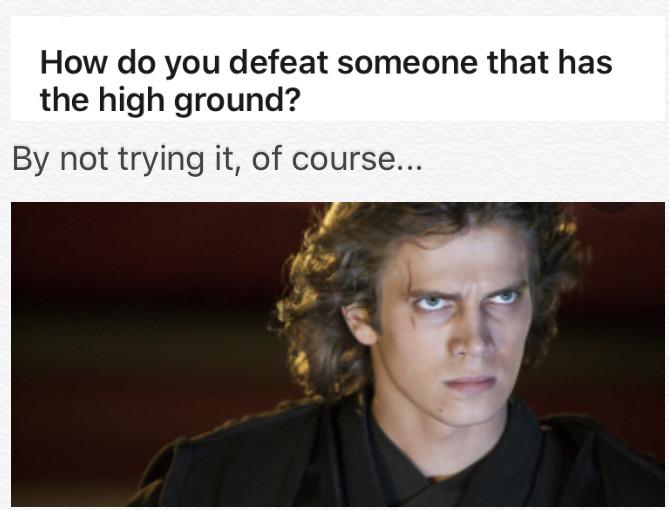 How do you defeat someone that has
the high ground?
By not trying it, of course...